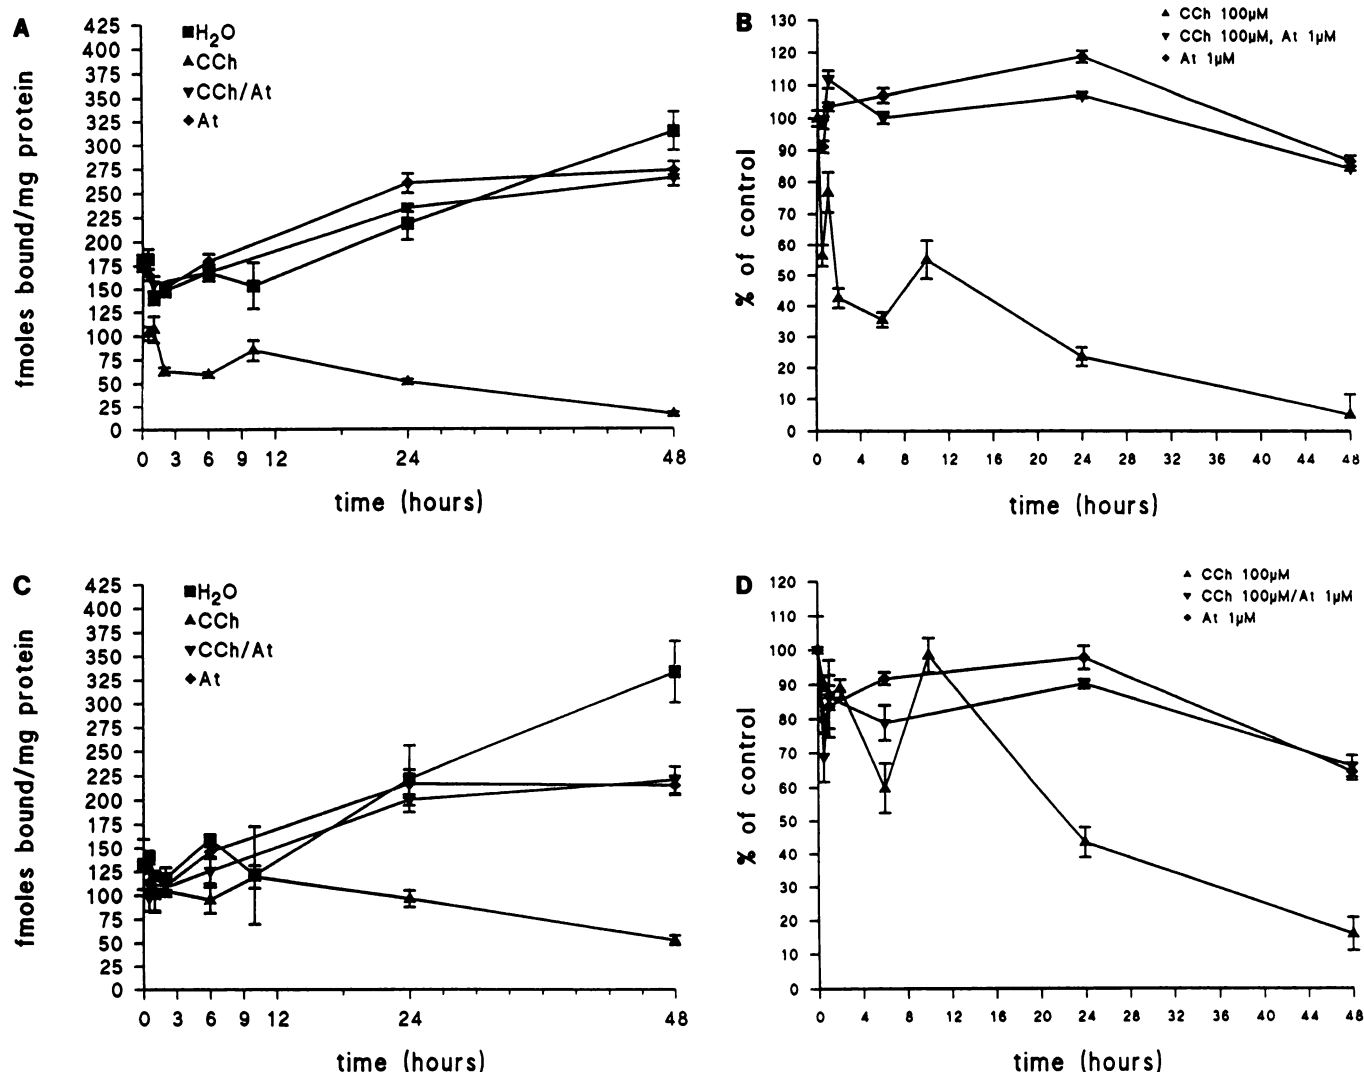 A
H₂O
CCh
CCh/At
At
fmoles bound/mg protein
425
400
375
350
325
300
275
250
225
200
175
150
125
100
75
50
25
0
0 3 6 9 12 24 48
time (hours)
B
CCh 100µM
CCh 100µM, At 1µM
At 1µM
% of control
130
120
110
100
90
80
70
60
50
40
30
20
10
0
0 4 8 12 16 20 24 28 32 36 40 44 48
time (hours)
C
H₂O
CCh
CCh/At
At
fmoles bound/mg protein
425
400
375
350
325
300
275
250
225
200
175
150
125
100
75
50
25
0
0 3 6 9 12 24 48
time (hours)
D
CCh 100µM
CCh 100µM/At 1µM
At 1µM
% of control
120
110
100
90
80
70
60
50
40
30
20
10
0
0 4 8 12 16 20 24 28 32 36 40 44 48
time (hours)